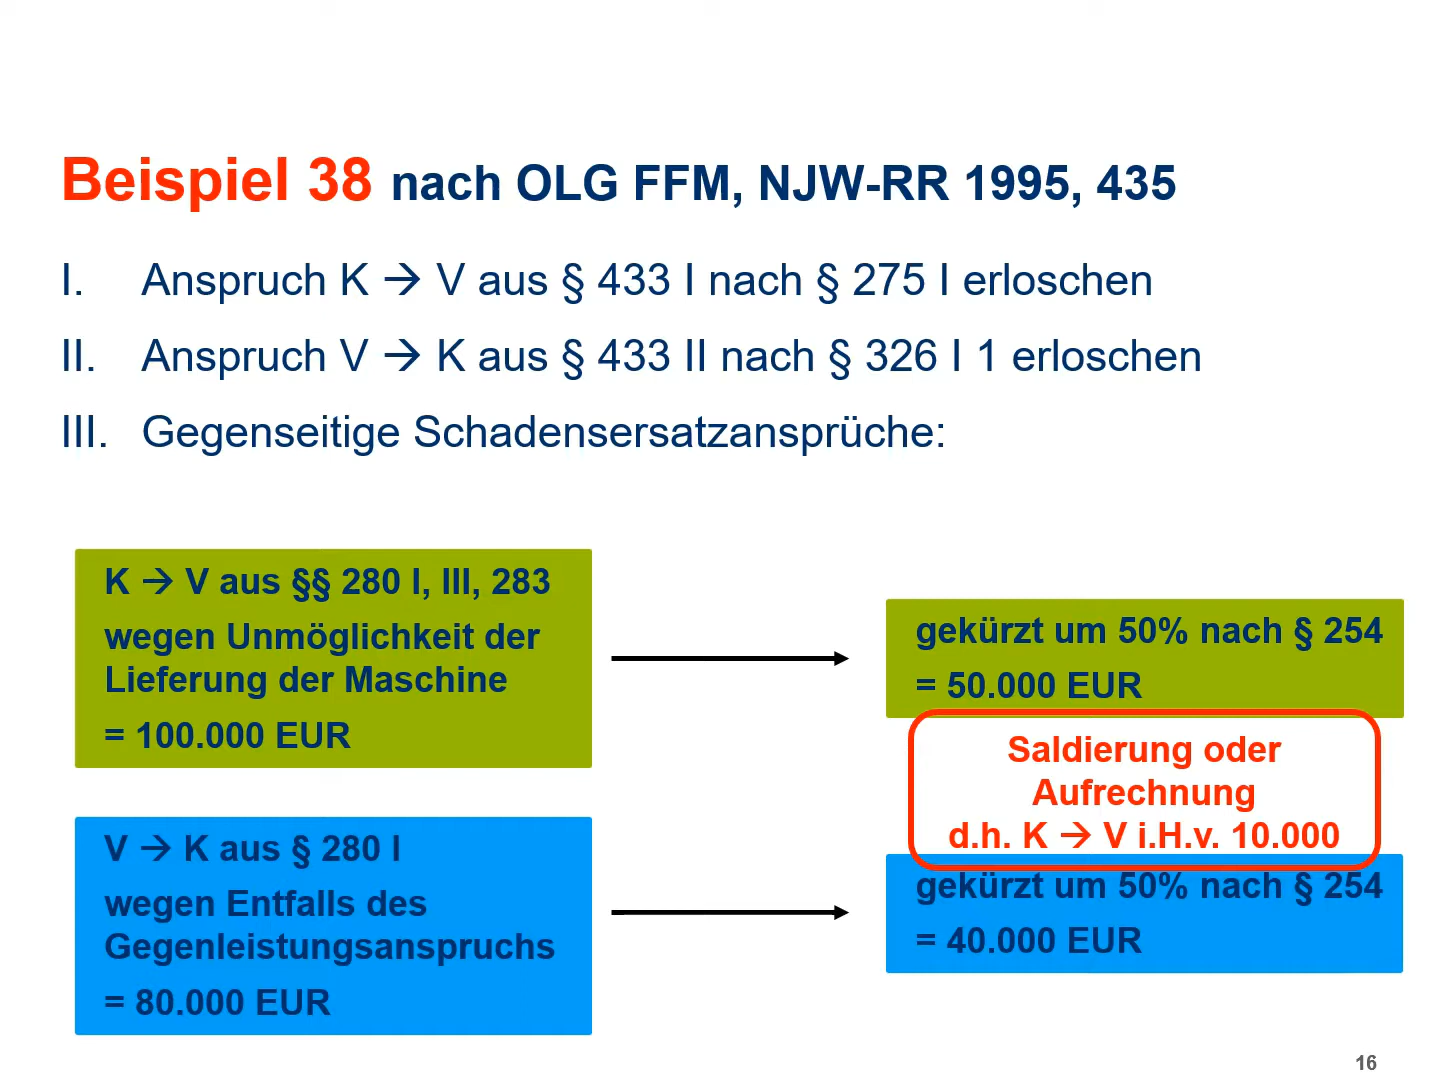 Beispiel 38 nach OLG FFM, NJW-RR 1995, 435
I. Anspruch K → V aus § 433 I nach § 275 I erloschen
II. Anspruch V → K aus § 433 II nach § 326 I 1 erloschen
III. Gegenseitige Schadensersatzansprüche:
K → V aus §§ 280 I, III, 283
wegen Unmöglichkeit der
Lieferung der Maschine
= 100.000 EUR
gekürzt um 50% nach § 254
= 50.000 EUR
Saldierung oder
Aufrechnung
d.h. K → V i.H.v. 10.000
V → K aus § 280 I
wegen Entfalls des
Gegenleistungsanspruchs
= 80.000 EUR
gekürzt um 50% nach § 254
= 40.000 EUR
16